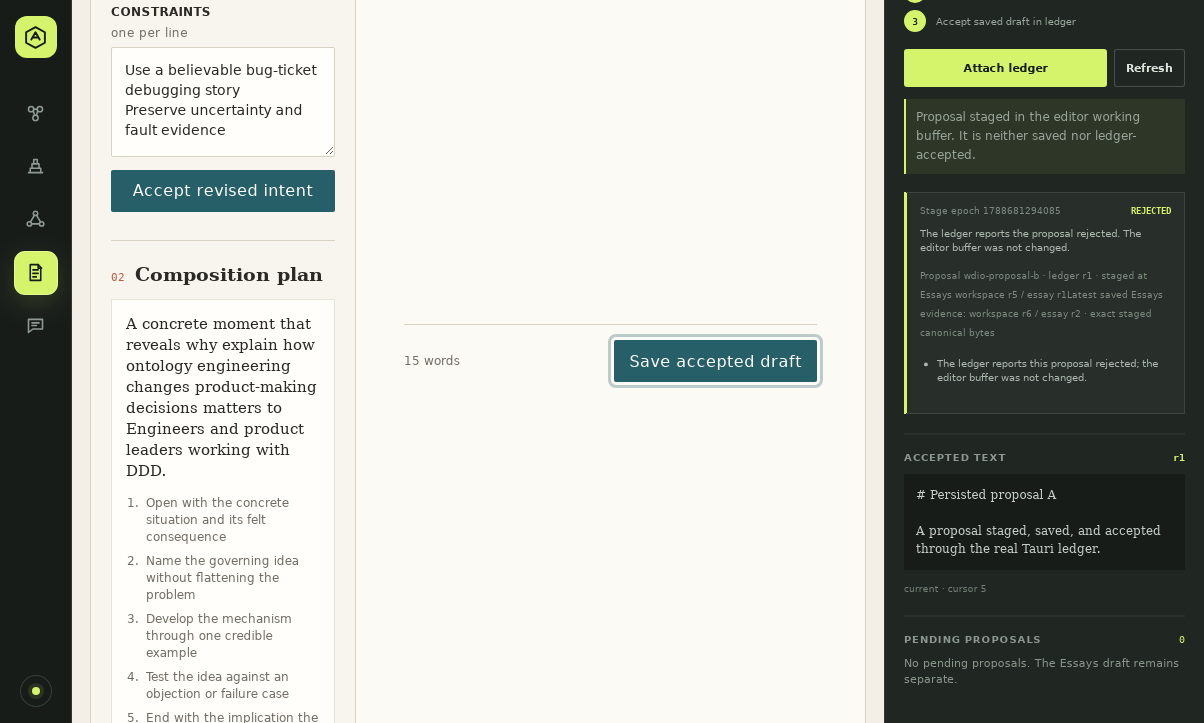 CONSTRAINTS
one per line
Use a believable bug-ticket
debugging story
Preserve uncertainty and
fault evidence
Accept revised intent
02 Composition plan
A concrete moment that
reveals why explain how
ontology engineering
changes product-making
decisions matters to
Engineers and product
leaders working with
DDD.
1. Open with the concrete
situation and its felt
consequence
2. Name the governing idea
without flattening the
problem
3. Develop the mechanism
through one credible
example
4. Test the idea against an
objection or failure case
5. End with the implication the
15 words
Save accepted draft
3 Accept saved draft in ledger
Attach ledger
Refresh
Proposal staged in the editor working
buffer. It is neither saved nor ledger-
accepted.
Stage epoch 1788681294085
REJECTED
The ledger reports the proposal rejected. The
editor buffer was not changed.
Proposal wdio-proposal-b · ledger r1 · staged at
Essays workspace r5 / essay r1Latest saved Essays
evidence: workspace r6 / essay r2 · exact staged
canonical bytes
• The ledger reports this proposal rejected; the
editor buffer was not changed.
ACCEPTED TEXT
r1
# Persisted proposal A
A proposal staged, saved, and accepted
through the real Tauri ledger.
current · cursor 5
PENDING PROPOSALS
0
No pending proposals. The Essays draft remains
separate.